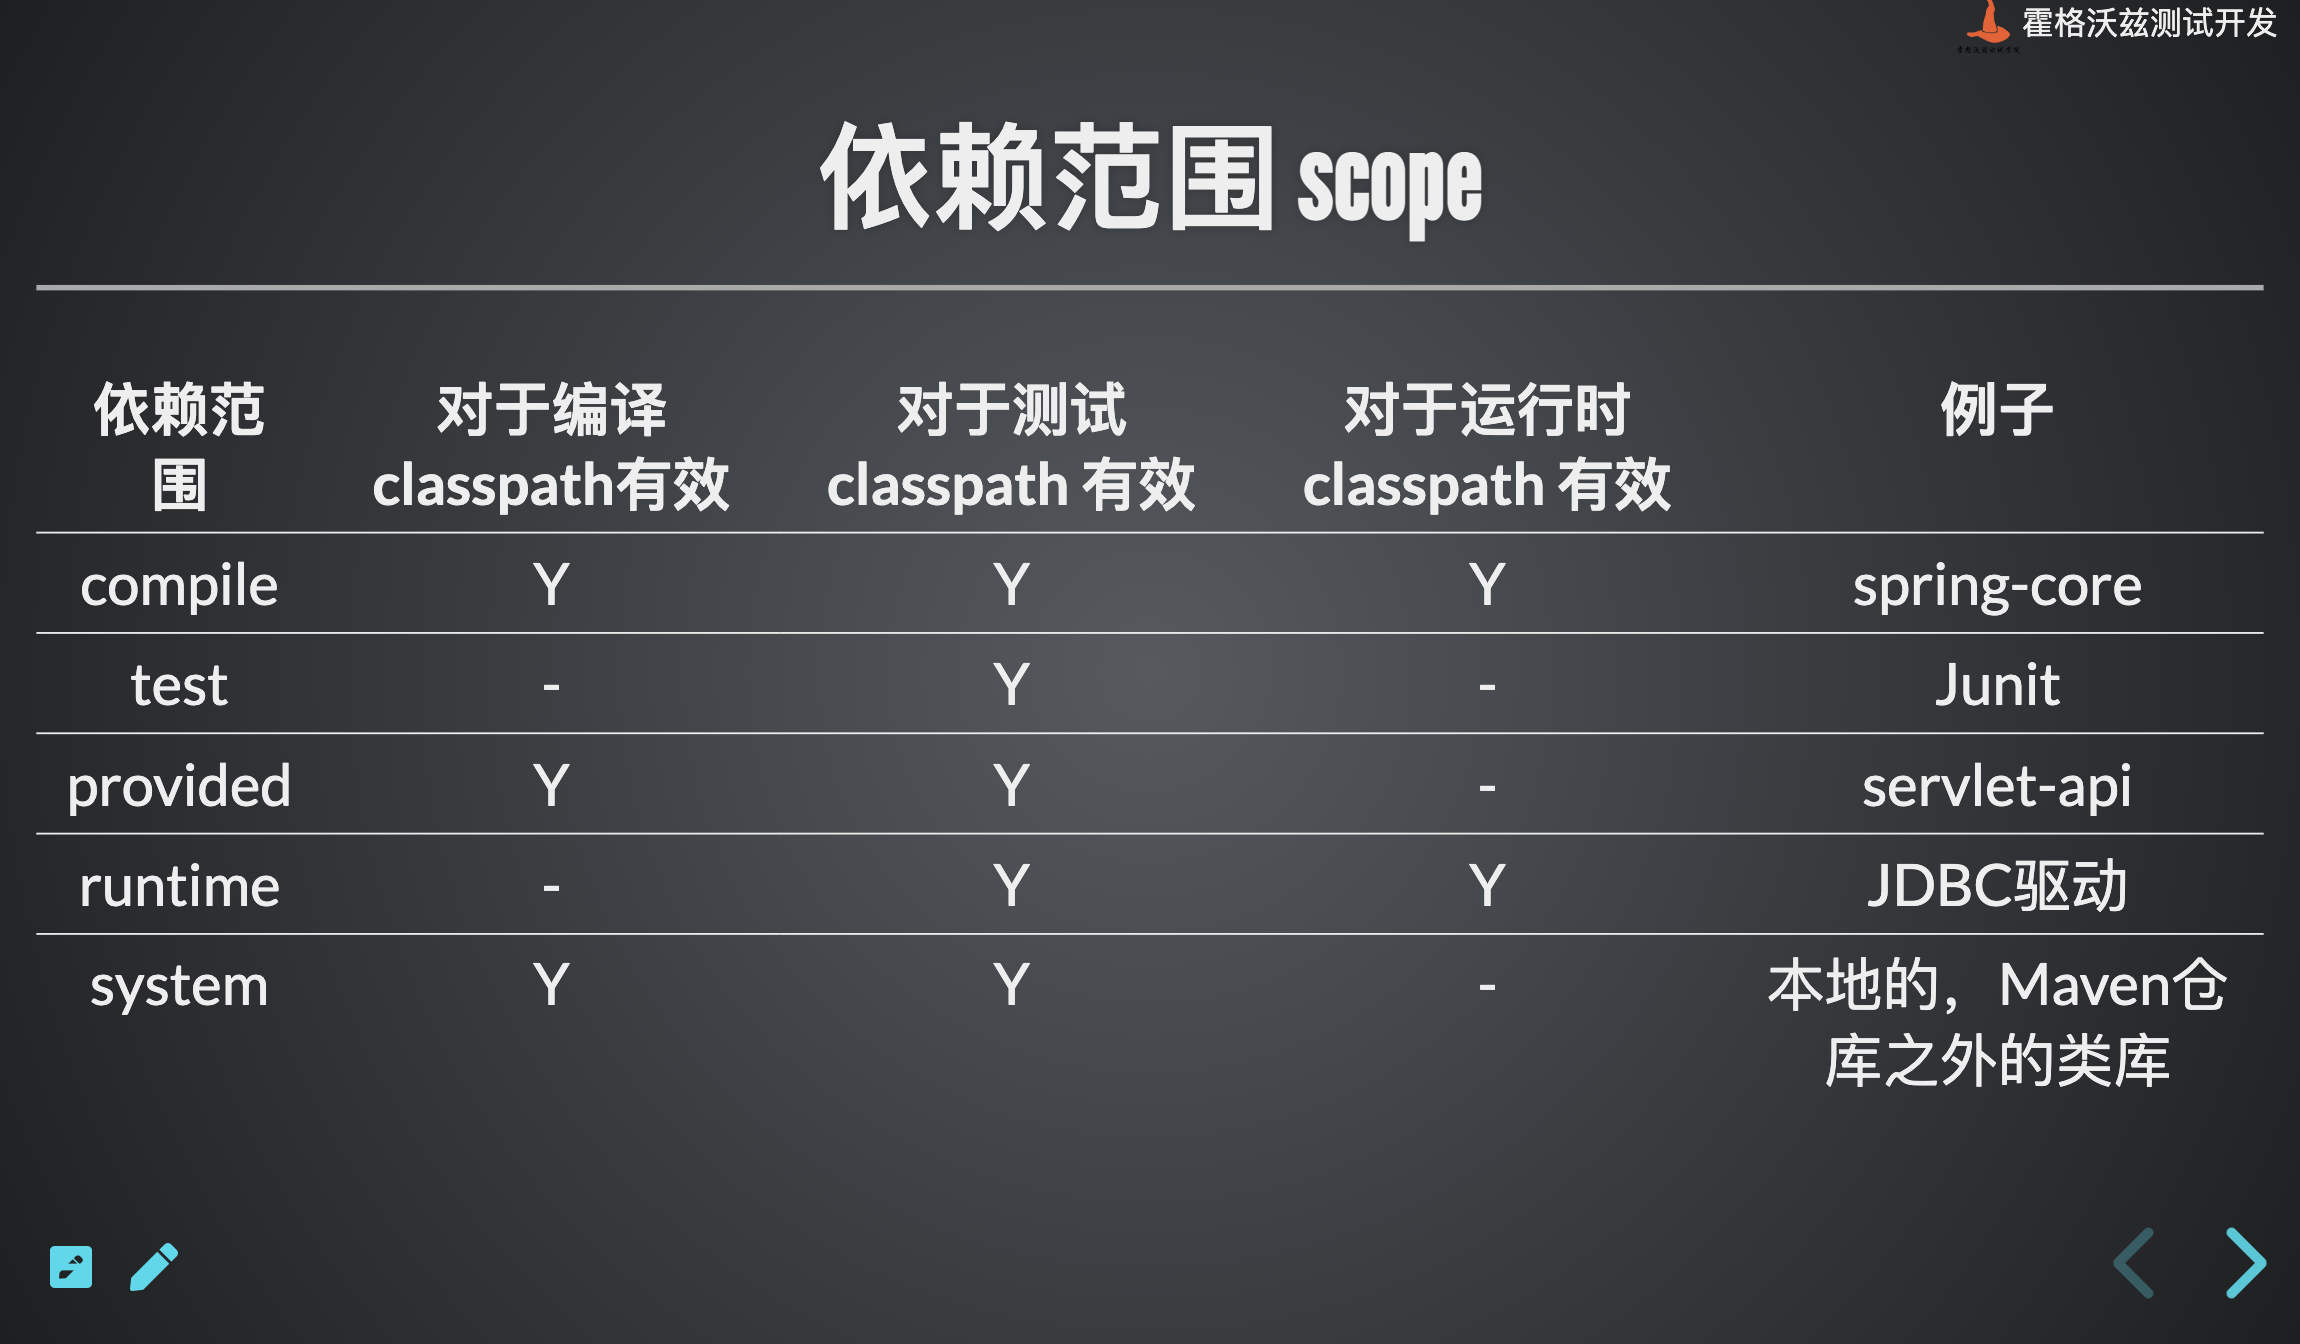 霍格沃兹测试开发
依赖范围 scope
依赖范 对于编译 对于测试 对于运行时 例子
围 classpath有效 classpath 有效 classpath 有效
compile Y Y Y spring-core
test - Y - Junit
provided Y Y - servlet-api
runtime - Y Y JDBC驱动
system Y Y - 本地的，Maven仓
库之外的类库